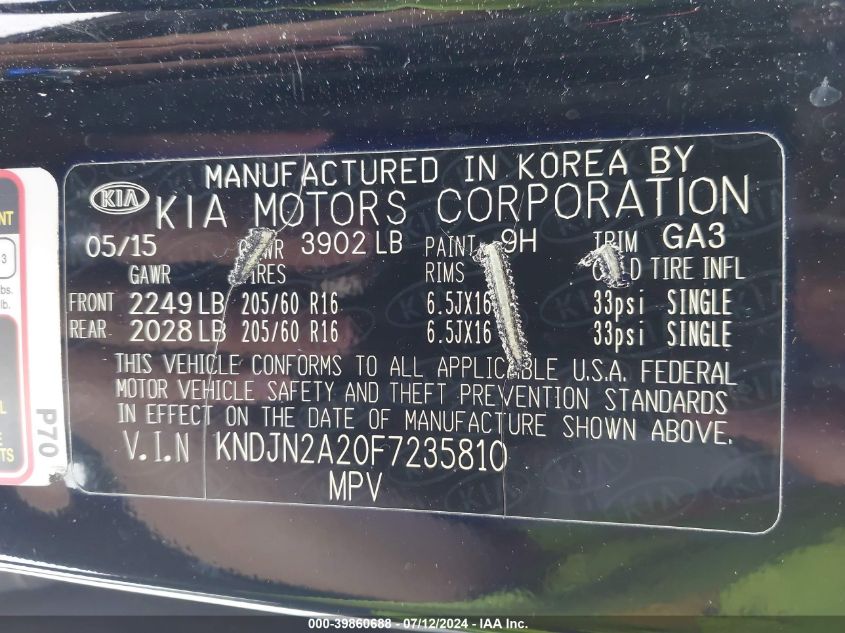 MANUFACTURED IN KOREA BY
KIA KIA MOTORS CORPORATION
05/15 3902 LB PAINT 9H TRIM GA3
GAWR RIMS TIRE INFL
FRONT 2249 LB 205/60 R16 6.5JX16 33psi SINGLE
REAR 2028 LB 205/60 R16 6.5JX16 33psi SINGLE
THIS VEHICLE CONFORMS TO ALL APPLICABLE U.S.A. FEDERAL
MOTOR VEHICLE SAFETY AND THEFT PREVENTION STANDARDS
IN EFFECT ON THE DATE OF MANUFACTURE SHOWN ABOVE.
V.I.N KNDJN2A20F7235810
MPV
P70
000-39860688 - 07/12/2024 - IAA Inc.